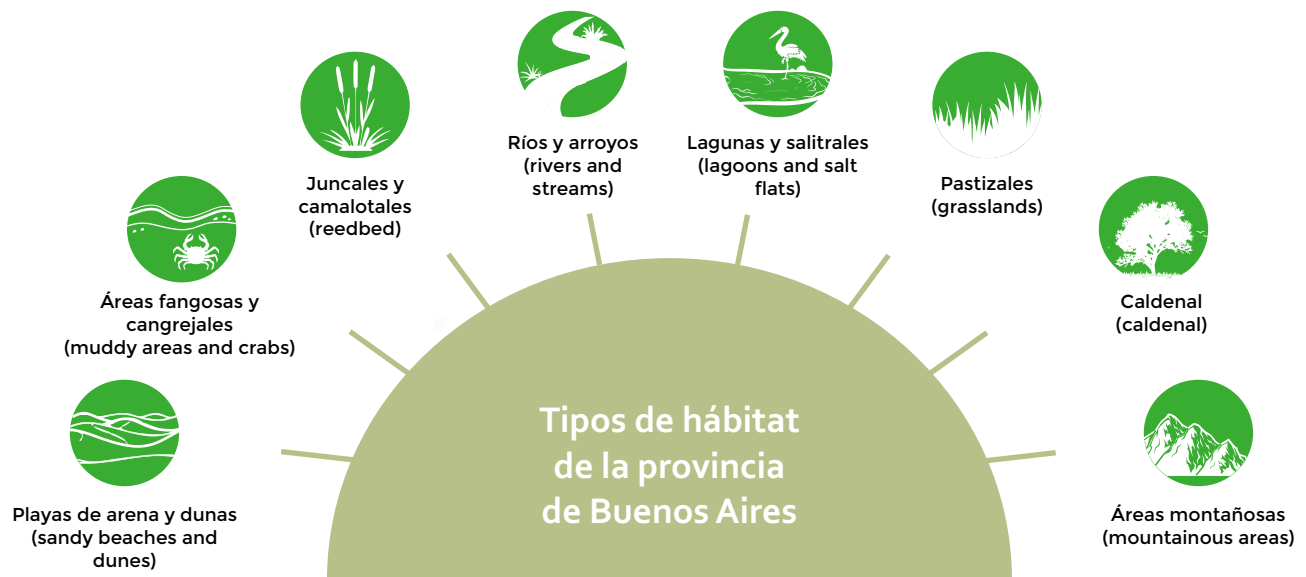 Ríos y arroyos
(rivers and
streams)
Lagunas y salitrales
(lagoons and salt
flats)
Juncales y
camalotales
(reedbed)
Pastizales
(grasslands)
Áreas fangosas y
cangrejales
(muddy areas and crabs)
Caldenal
(caldenal)
Playas de arena y dunas
(sandy beaches and
dunes)
Áreas montañosas
(mountainous areas)
Tipos de hábitat
de la provincia
de Buenos Aires